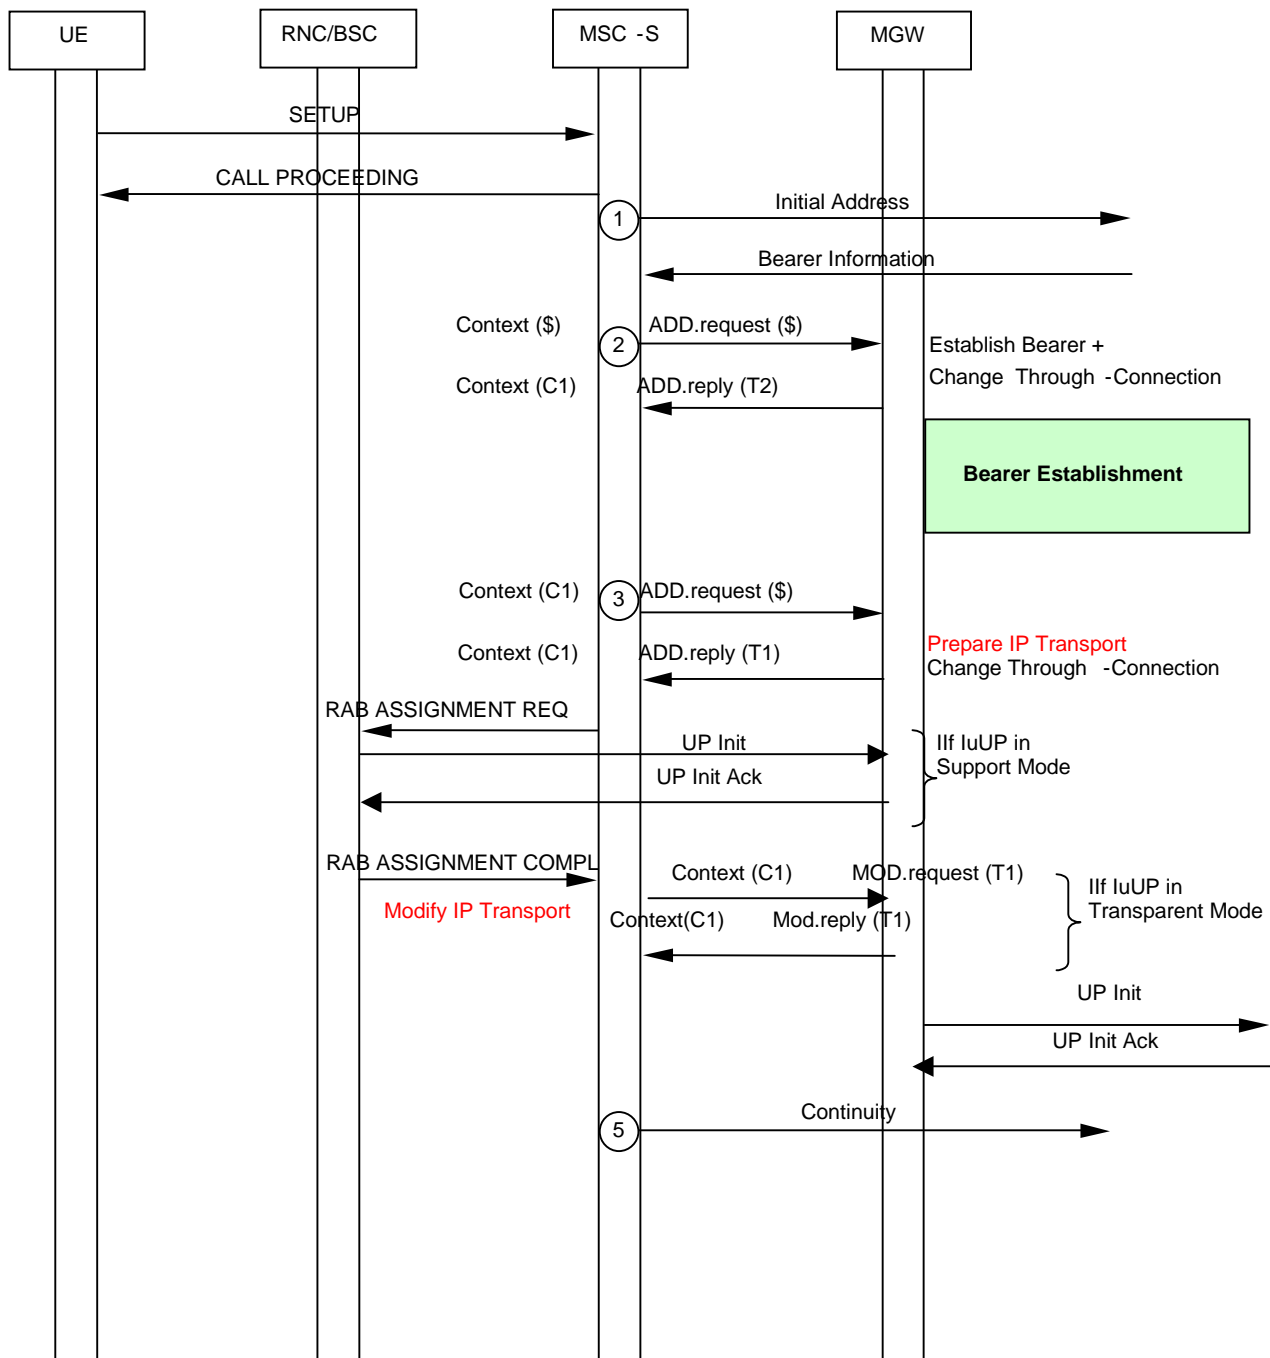 UE
RNC/BSC
MSC -S
MGW
SETUP
CALL PROCEEDING
Initial Address
1
Bearer Information
Context ($)
ADD.request ($)
2
Establish Bearer +
Change Through -Connection
Context (C1)
ADD.reply (T2)
Bearer Establishment
Context (C1)
3
ADD.request ($)
Prepare IP Transport
Context (C1)
ADD.reply (T1)
Change Through -Connection
RAB ASSIGNMENT REQ
UP Init
IIf IuUP in
Support Mode
UP Init Ack
RAB ASSIGNMENT COMPL
Context (C1)
MOD.request (T1)
IIf IuUP in
Transparent Mode
Modify IP Transport
Context(C1)
Mod.reply (T1)
UP Init
UP Init Ack
Continuity
5